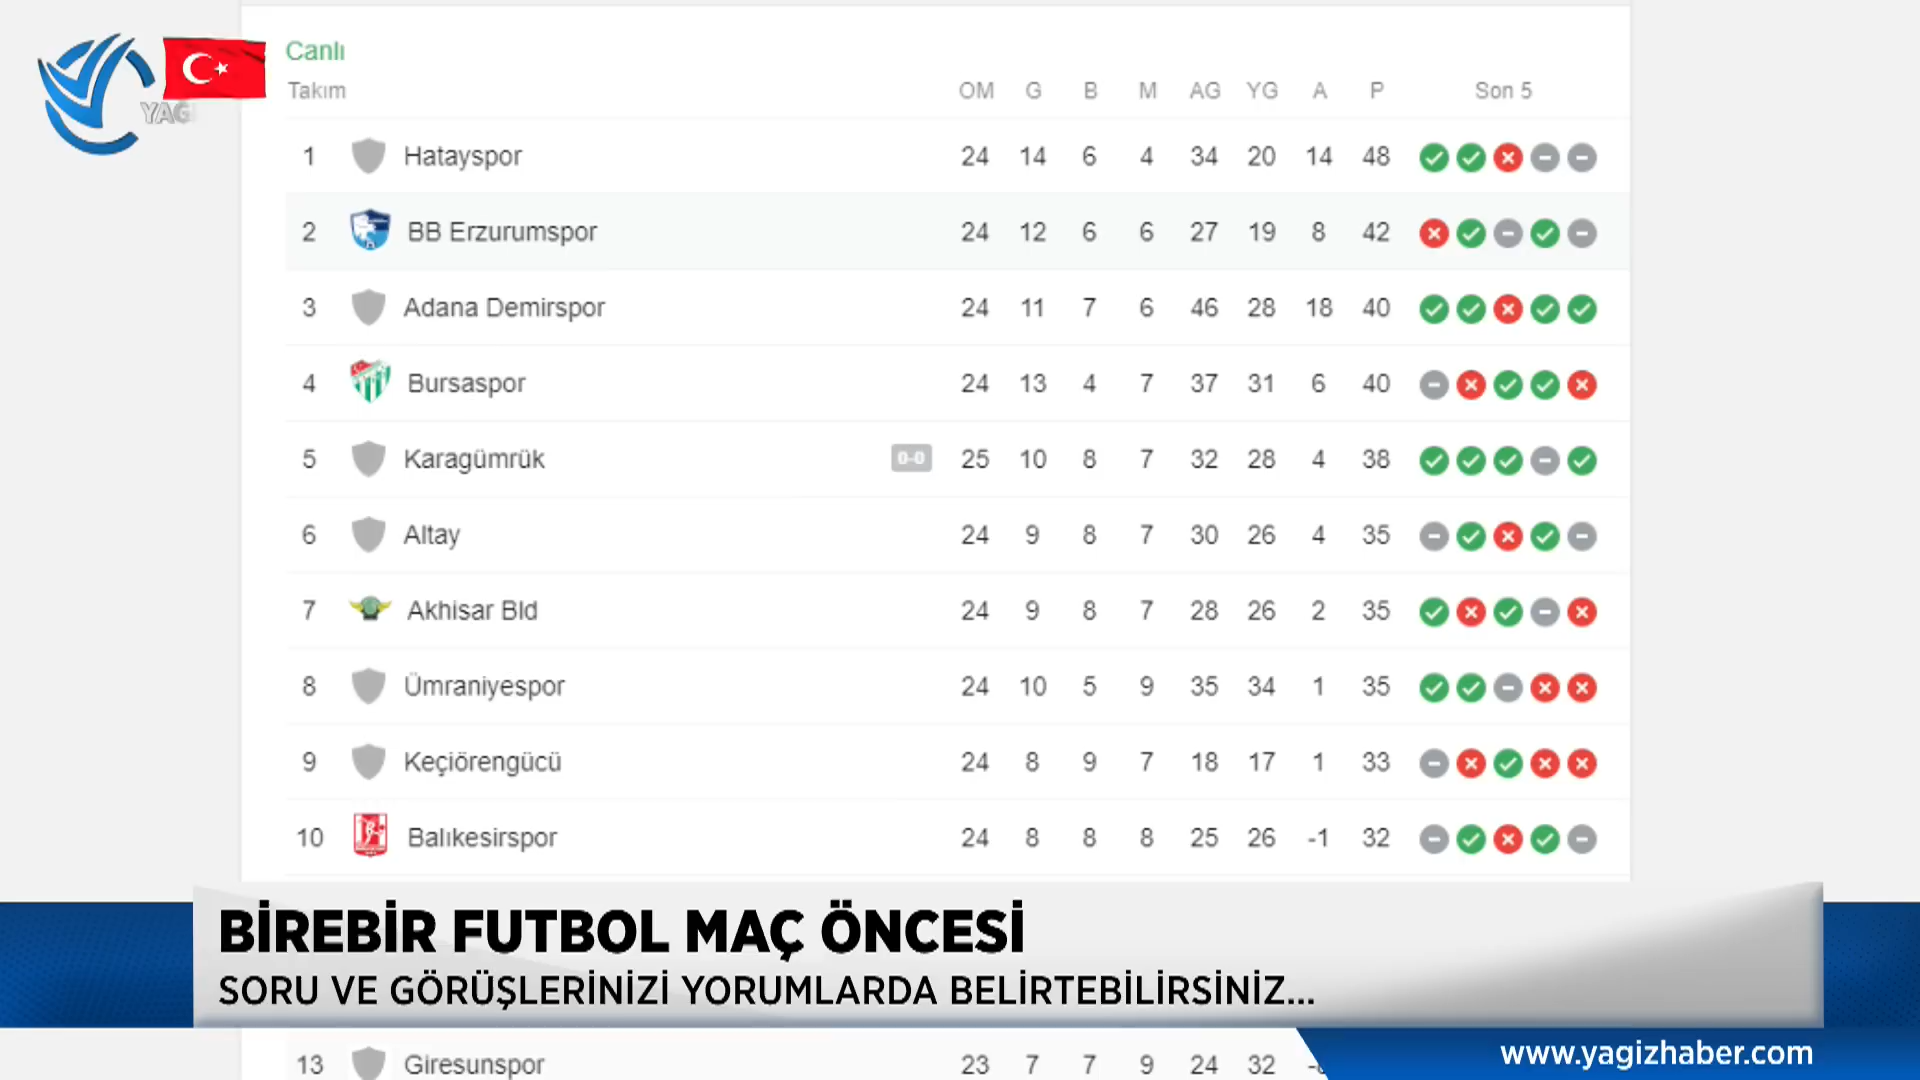 Canlı
YAG
Takım OM G B M AG YG A P Son 5
1 Hatayspor 24 14 6 4 34 20 14 48
2 BB Erzurumspor 24 12 6 6 27 19 8 42
3 Adana Demirspor 24 11 7 6 46 28 18 40
4 Bursaspor 24 13 4 7 37 31 6 40
5 Karagümrük 0-0 25 10 8 7 32 28 4 38
6 Altay 24 9 8 7 30 26 4 35
7 Akhisar Bld 24 9 8 7 28 26 2 35
8 Ümraniyespor 24 10 5 9 35 34 1 35
9 Keçiörengücü 24 8 9 7 18 17 1 33
10 Balıkesirspor 24 8 8 8 25 26 -1 32
BİREBİR FUTBOL MAÇ ÖNCESİ
SORU VE GÖRÜŞLERİNİZİ YORUMLARDA BELİRTEBİLİRSİNİZ...
13 Giresunspor 23 7 7 9 24 32
www.yagizhaber.com